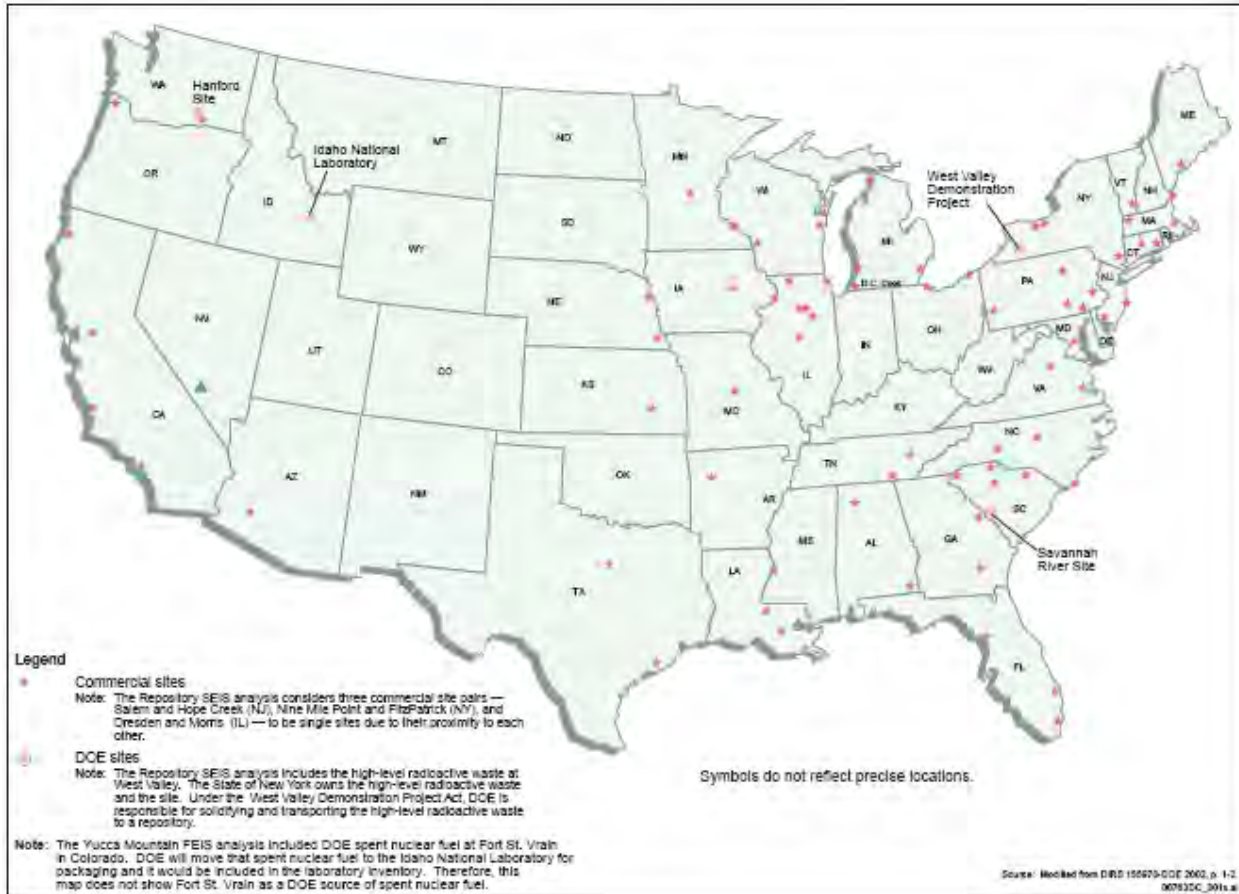 WA
Hanford
Site
Idaho National
Laboratory
MT
ND
MN
ME
OR
ID
WY
SD
WI
MI
West Valley
Demonstration
Project
NY
VT
NH
MA
CT
RI
NV
UT
CO
NE
IA
D.C. Cook
PA
NJ
IL
IN
OH
MD
DE
WV
VA
CA
KS
MO
KY
NC
TN
AZ
NM
OK
AR
SC
MS
AL
GA
Savannah
River Site
TX
LA
FL
Legend
Commercial sites
Note: The Repository SEIS analysis considers three commercial site pairs —
Salem and Hope Creek (NJ), Nine Mile Point and FitzPatrick (NY), and
Dresden and Morris (IL) — to be single sites due to their proximity to each
other.
DOE sites
Note: The Repository SEIS analysis includes the high-level radioactive waste at
West Valley. The State of New York owns the high-level radioactive waste
and the site. Under the West Valley Demonstration Project Act, DOE is
responsible for solidifying and transporting the high-level radioactive waste
to a repository.
Symbols do not reflect precise locations.
Note: The Yucca Mountain FEIS analysis included DOE spent nuclear fuel at Fort St. Vrain
in Colorado. DOE will move that spent nuclear fuel to the Idaho National Laboratory for
packaging and it would be included in the laboratory inventory. Therefore, this
map does not show Fort St. Vrain as a DOE source of spent nuclear fuel.
Source: Modified from DIRS 155970-DOE 2002, p. 1-2.